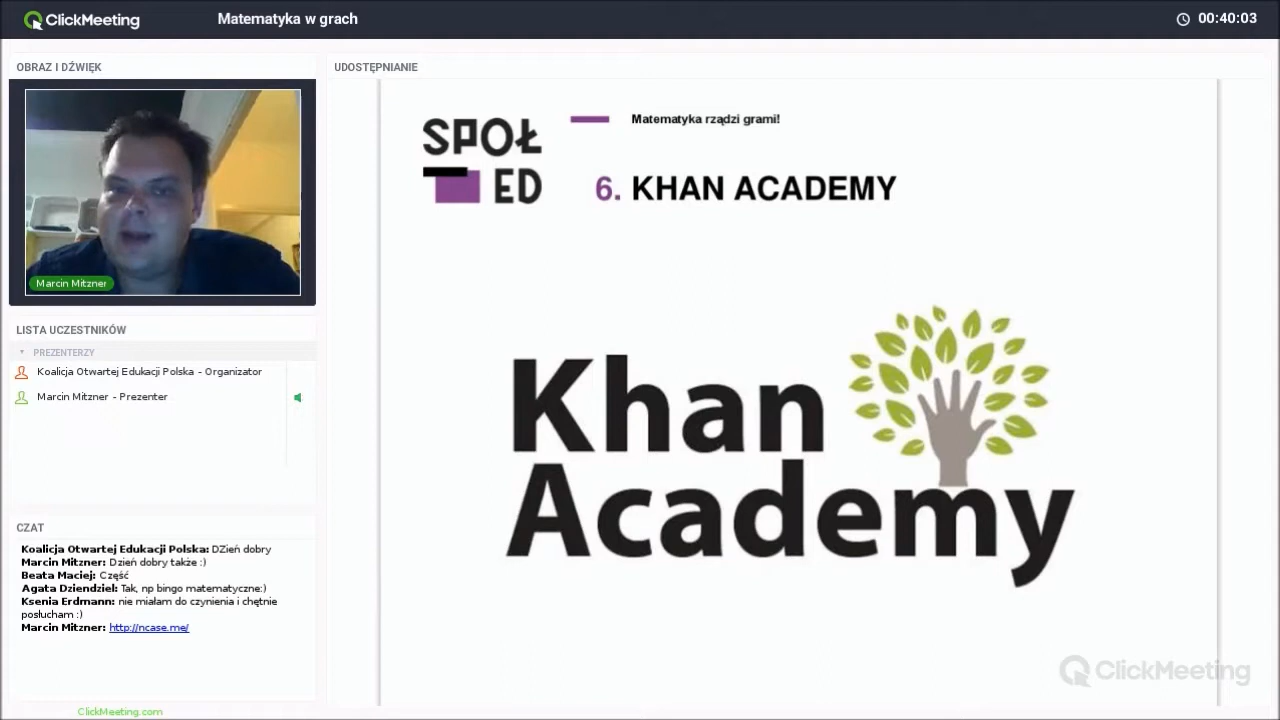 ClickMeeting
Matematyka w grach
00:40:03
OBRAZ I DŹWIĘK
Marcin Mitzner
LISTA UCZESTNIKÓW
PREZENTERZY
Koalicja Otwartej Edukacji Polska - Organizator
Marcin Mitzner - Prezenter
CZAT
Koalicja Otwartej Edukacji Polska: DZień dobry
Marcin Mitzner: Dzień dobry także :)
Beata Maciej: Część
Agata Dziendziel: Tak, np bingo matematyczne:)
Ksenia Erdmann: nie miałam do czynienia i chętnie
posłucham :)
Marcin Mitzner: http://ncase.me/
ClickMeeting.com
UDOSTĘPNIANIE
SPOŁ
ED
Matematyka rządzi grami!
6. KHAN ACADEMY
Khan
Academy
ClickMeeting